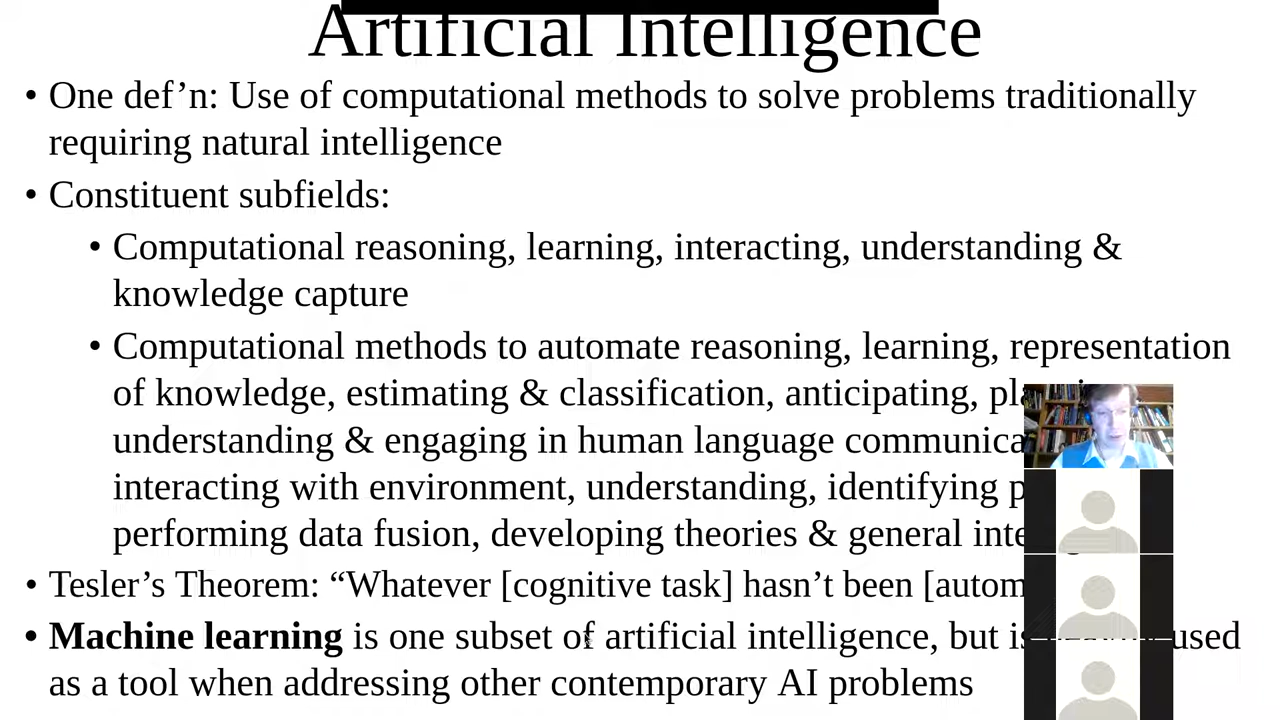 Artificial Intelligence
• One def’n: Use of computational methods to solve problems traditionally
requiring natural intelligence
• Constituent subfields:
• Computational reasoning, learning, interacting, understanding &
knowledge capture
• Computational methods to automate reasoning, learning, representation
of knowledge, estimating & classification, anticipating,
understanding & engaging in human language
interacting with environment, understanding, identifying
performing data fusion, developing theories & general
• Tesler’s Theorem: “Whatever [cognitive task] hasn’t been
• Machine learning is one subset of artificial intelligence, but is used
as a tool when addressing other contemporary AI problems